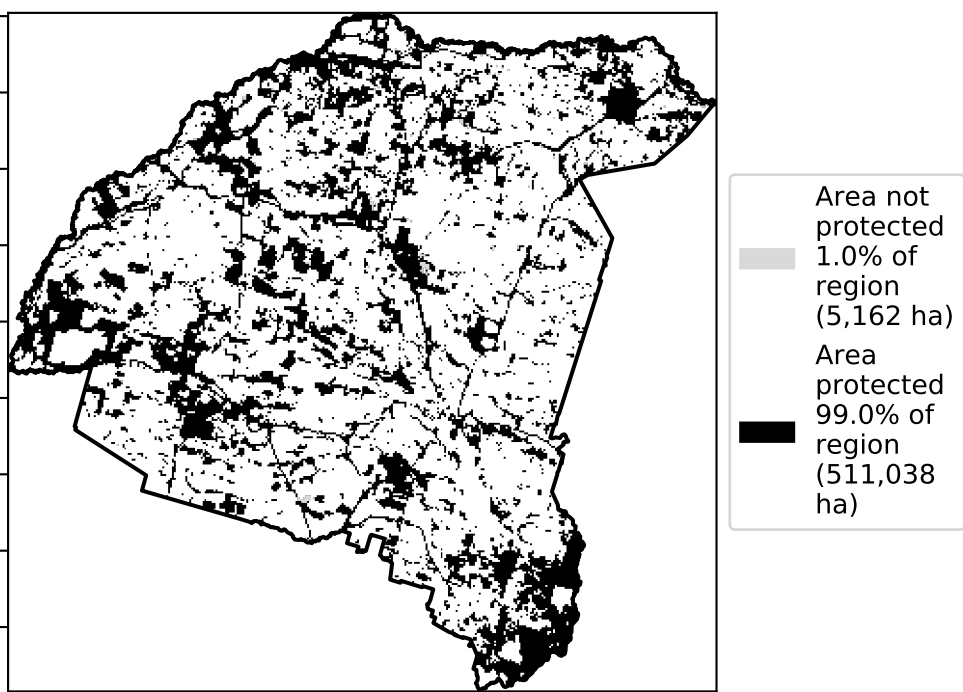 Area not
protected
1.0% of
region
(5,162 ha)
Area
protected
99.0% of
region
(511,038
ha)